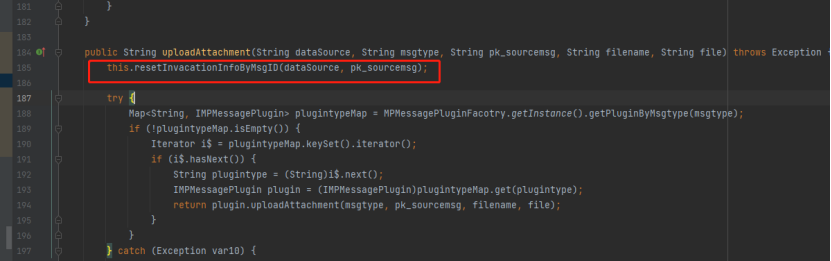 181 }
182 }
183
184 public String uploadAttachment(String dataSource, String msgtype, String pk_sourcemsg, String filename, String file) throws Exception {
185 this.resetInvacationInfoByMsgID(dataSource, pk_sourcemsg);
186
187 try {
188 Map<String, IMPMessagePlugin> plugintypeMap = MPMessagePluginFacotry.getInstance().getPluginByMsgtype(msgtype);
189 if (!plugintypeMap.isEmpty()) {
190 Iterator i$ = plugintypeMap.keySet().iterator();
191 if (i$.hasNext()) {
192 String plugintype = (String)i$.next();
193 IMPMessagePlugin plugin = (IMPMessagePlugin)plugintypeMap.get(plugintype);
194 return plugin.uploadAttachment(msgtype, pk_sourcemsg, filename, file);
195 }
196 }
197 } catch (Exception var10) {